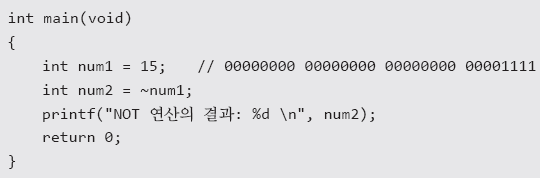 int main(void)
{
    int num1 = 15;   // 00000000 00000000 00000000 00001111
    int num2 = ~num1;
    printf("NOT 연산의 결과: %d \n", num2);
    return 0;
}